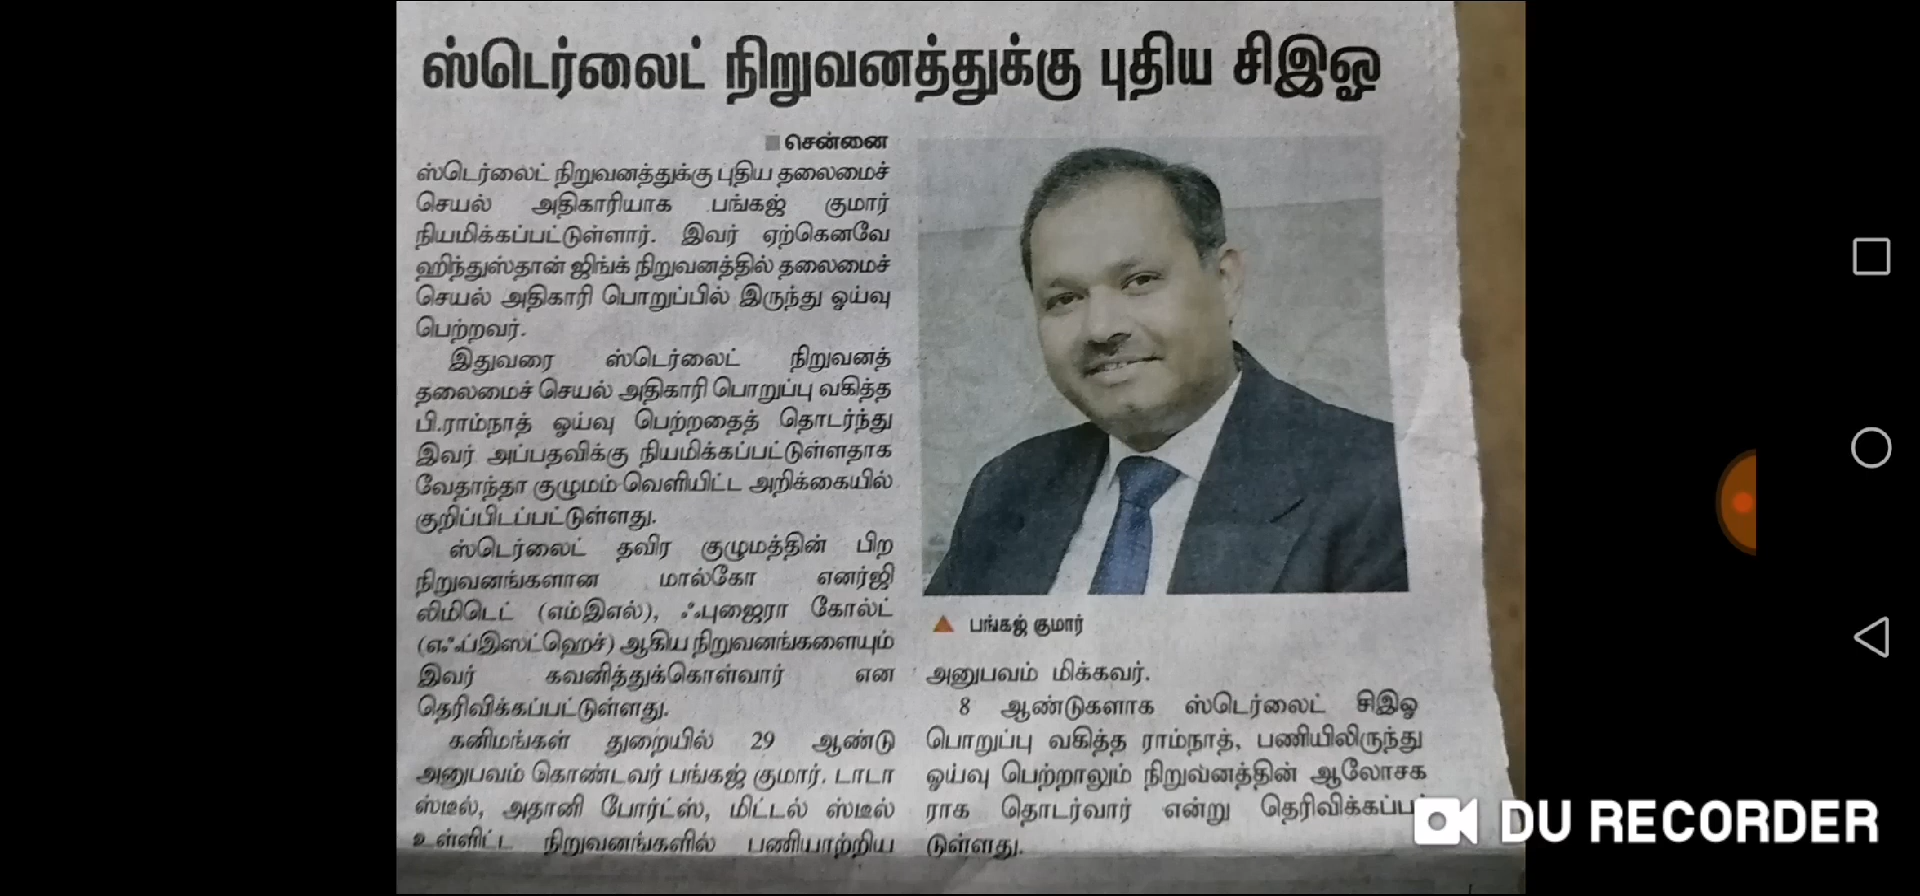 ஸ்டெர்லைட் நிறுவனத்துக்கு புதிய சிஇஓ
சென்னை
ஸ்டெர்லைட் நிறுவனத்துக்கு புதிய தலைமைச்
செயல் அதிகாரியாக பங்கஜ் குமார்
நியமிக்கப்பட்டுள்ளார். இவர் ஏற்கெனவே
ஹிந்துஸ்தான் ஜிங்க் நிறுவனத்தில் தலைமைச்
செயல் அதிகாரி பொறுப்பில் இருந்து ஓய்வு
பெற்றவர்.
இதுவரை ஸ்டெர்லைட் நிறுவனத்
தலைமைச் செயல் அதிகாரி பொறுப்பு வகித்த
பி.ராம்நாத் ஓய்வு பெற்றதைத் தொடர்ந்து
இவர் அப்பதவிக்கு நியமிக்கப்பட்டுள்ளதாக
வேதாந்தா குழுமம் வெளியிட்ட அறிக்கையில்
குறிப்பிடப்பட்டுள்ளது.
ஸ்டெர்லைட் தவிர குழுமத்தின் பிற
நிறுவனங்களான மால்கோ எனர்ஜி
லிமிடெட் (எம்இஎல்), ஃபுஜைரா கோல்ட்
(எஃப்இஸட்ஹெச்) ஆகிய நிறுவனங்களையும்
இவர் கவனித்துக்கொள்வார் என
தெரிவிக்கப்பட்டுள்ளது.
கனிமங்கள் துறையில் 29 ஆண்டு
அனுபவம் கொண்டவர் பங்கஜ் குமார். டாடா
ஸ்டீல், அதானி போர்ட்ஸ், மிட்டல் ஸ்டீல்
உள்ளிட்ட நிறுவனங்களில் பணியாற்றிய
பங்கஜ் குமார்
அனுபவம் மிக்கவர்.
8 ஆண்டுகளாக ஸ்டெர்லைட் சிஇஓ
பொறுப்பு வகித்த ராம்நாத், பணியிலிருந்து
ஓய்வு பெற்றாலும் நிறுவனத்தின் ஆலோசக
ராக தொடர்வார் என்று தெரிவிக்கப்பட்
டுள்ளது.
DU RECORDER